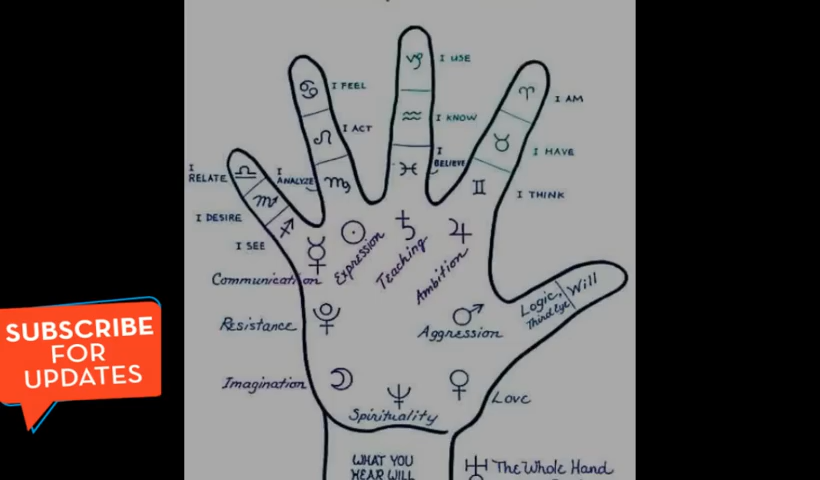 I USE
I FEEL
I AM
I KNOW
I ACT
I HAVE
I
BELIEVE
I
RELATE
I
ANALYZE
I THINK
I DESIRE
I SEE
Expression
Teaching
Ambition
Communication
Logic,
Third Eye
Will
Resistance
Aggression
SUBSCRIBE
FOR
UPDATES
Imagination
Love
Spirituality
WHAT YOU
HEAR WILL
The Whole Hand